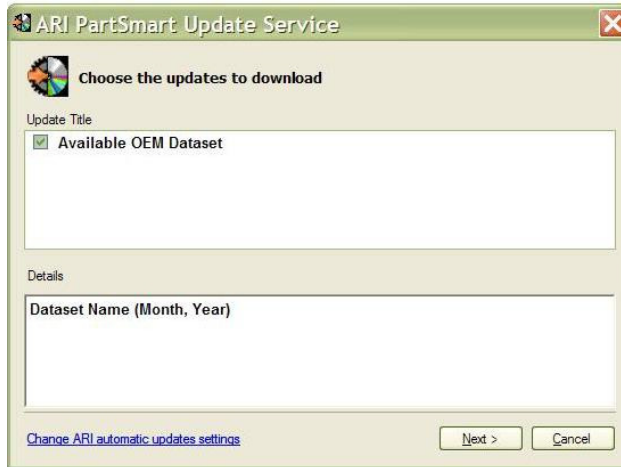 ARI PartSmart Update Service
Choose the updates to download
Update Title
Available OEM Dataset
Details
Dataset Name (Month, Year)
Change ARI automatic updates settings
Next >
Cancel